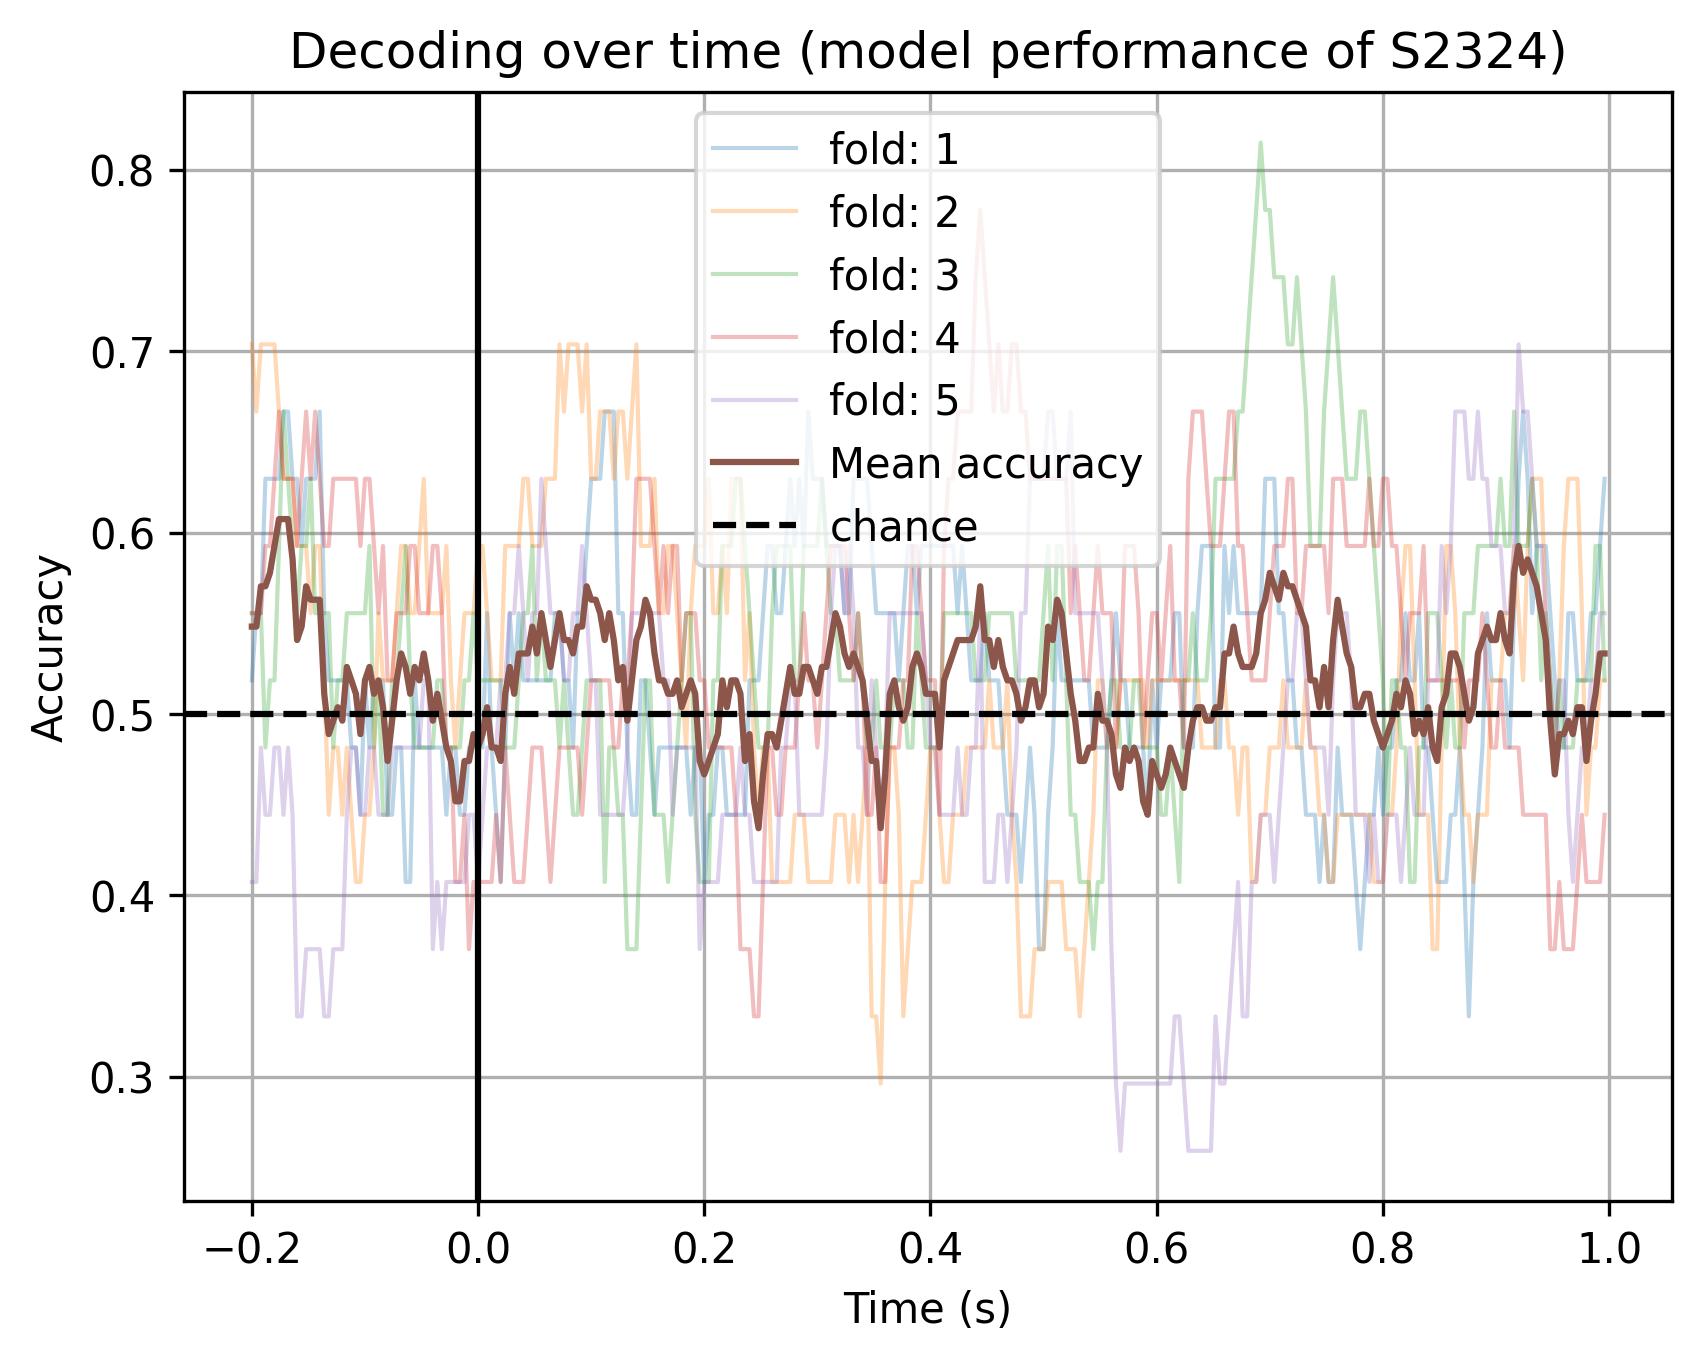 Decoding over time (model performance of S2324)
fold: 1
fold: 2
fold: 3
fold: 4
fold: 5
Mean accuracy
chance
Accuracy
0.8
0.7
0.6
0.5
0.4
0.3
−0.2 0.0 0.2 0.4 0.6 0.8 1.0
Time (s)